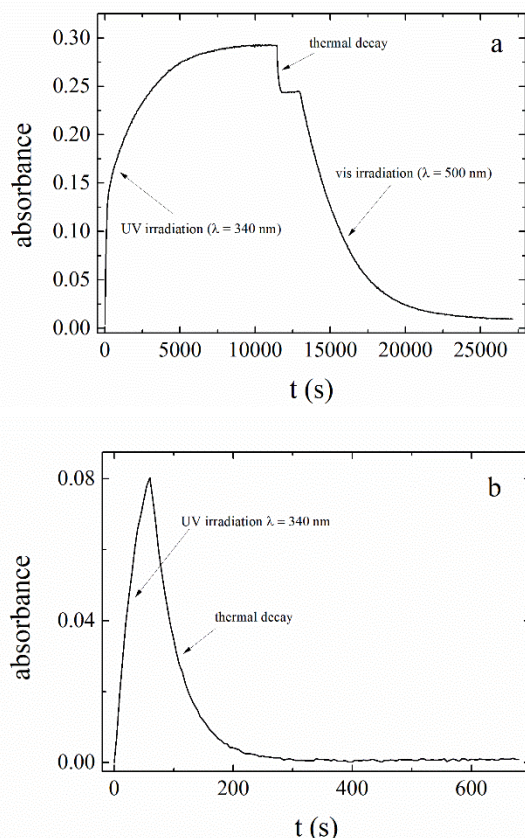 a
0.30
thermal decay
0.25
0.20
vis irradiation (λ = 500 nm)
0.15
absorbance
0.10
UV irradiation (λ = 340 nm)
0.05
0.00
0 5000 10000 15000 20000 25000
t (s)
b
0.08
UV irradiation λ = 340 nm
absorbance
0.04
thermal decay
0.00
0 200 400 600
t (s)